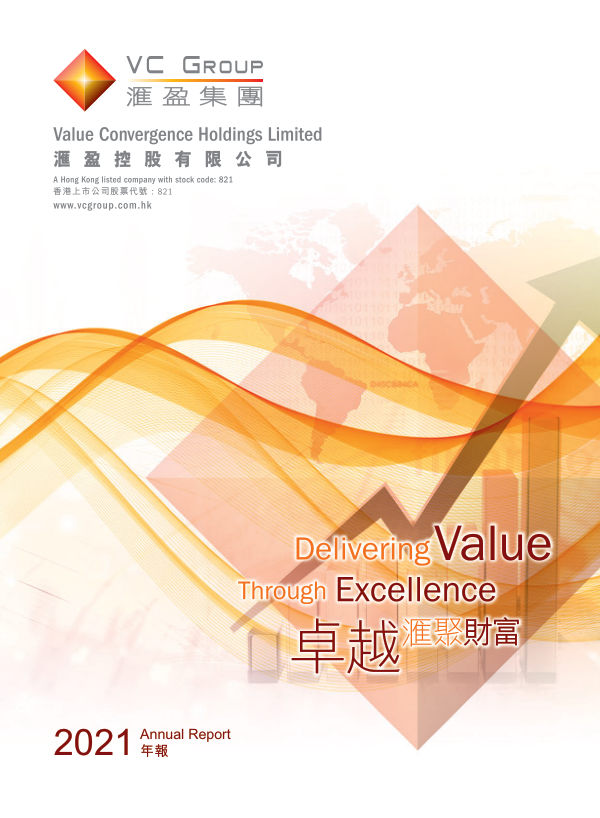 VC GROUP
滙盈集團
Value Convergence Holdings Limited
滙盈控股有限公司
A Hong Kong listed company with stock code: 821
香港上市公司股票代號：821
www.vcgroup.com.hk
Delivering Value
Through Excellence
卓越滙聚財富
2021 Annual Report
年報